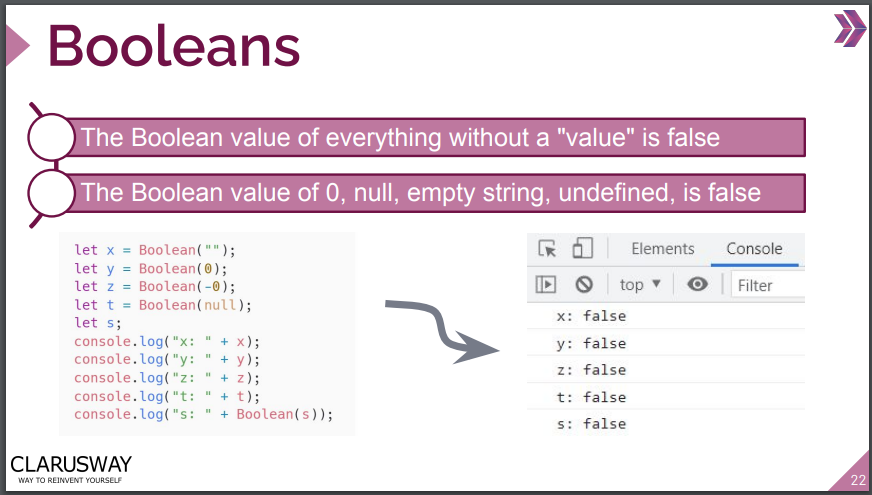 Booleans
The Boolean value of everything without a "value" is false
The Boolean value of 0, null, empty string, undefined, is false
let x = Boolean("");
let y = Boolean(0);
let z = Boolean(-0);
let t = Boolean(null);
let s;
console.log("x: " + x);
console.log("y: " + y);
console.log("z: " + z);
console.log("t: " + t);
console.log("s: " + Boolean(s));
Elements Console
top Filter
x: false
y: false
z: false
t: false
s: false
CLARUSWAY
WAY TO REINVENT YOURSELF
22